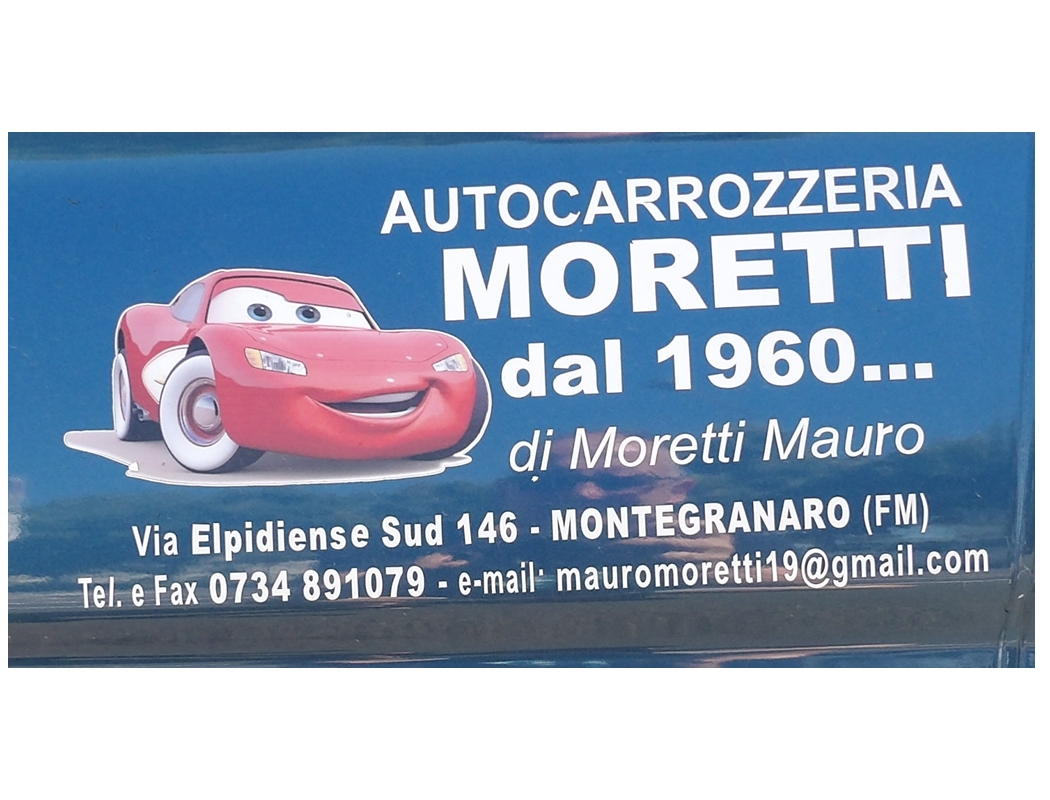 AUTOCARROZZERIA
MORETTI
dal 1960...
di Moretti Mauro
Via Elpidiense Sud 146 - MONTEGRANARO (FM)
Tel. e Fax 0734 891079 - e-mail: mauromoretti19@gmail.com